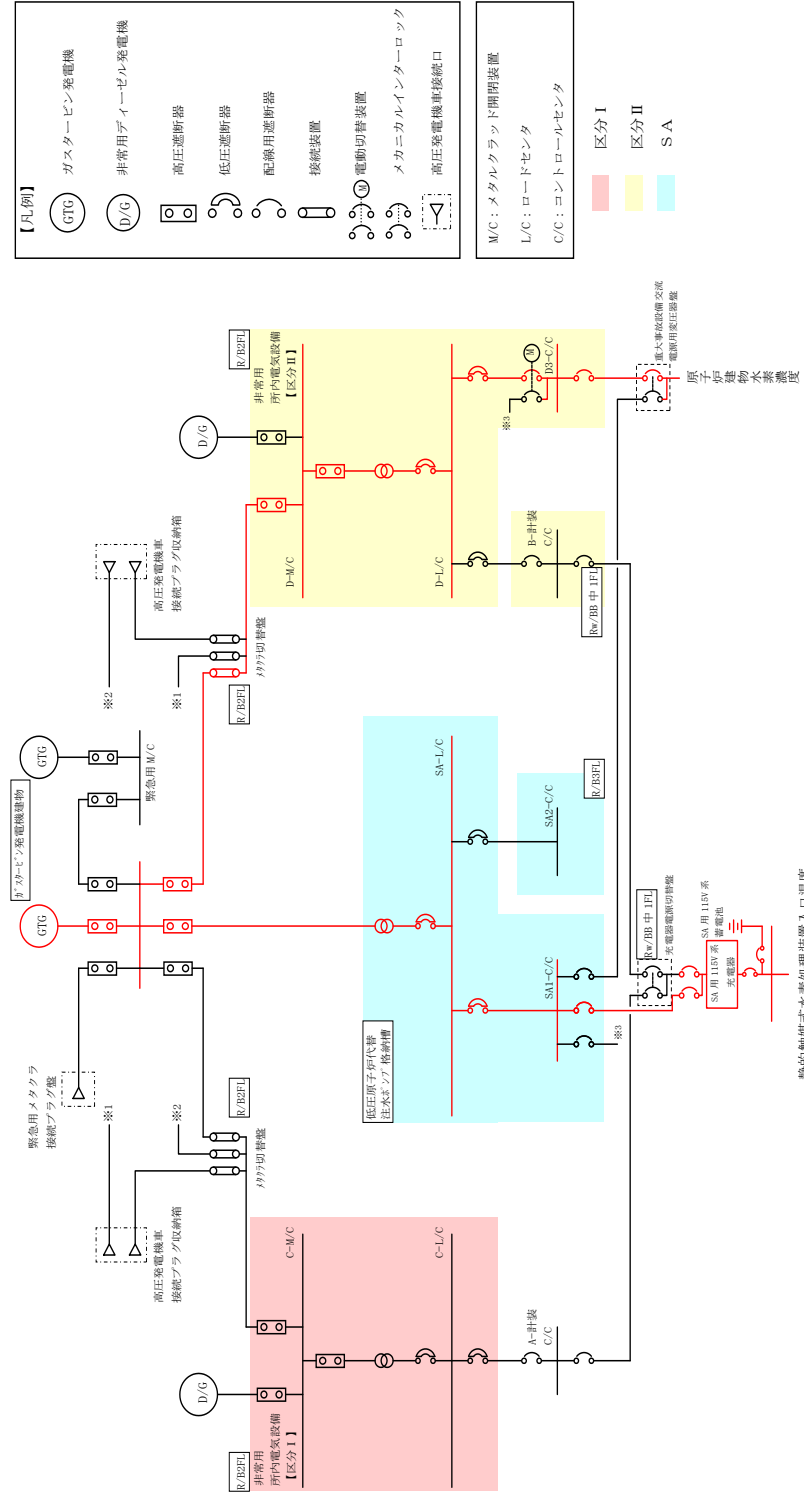 【凡例】
GTG
ガスタービン発電機
D/G
非常用ディーゼル発電機
高圧遮断器
低圧遮断器
配線用遮断器
接続装置
M
電動切替装置
メカニカルインターロック
高圧発電機車接続口
M/C：メタルクラッド開閉装置
L/C：ロードセンタ
C/C：コントロールセンタ
区分Ⅰ
区分Ⅱ
ＳＡ
ｶﾞｽﾀｰﾋﾞﾝ発電機建物
GTG
GTG
緊急用 M/C
緊急用メタクラ
接続プラグ盤
※1
※2
高圧発電機車
接続プラグ収納箱
R/B2FL
ﾒﾀｸﾗ切替盤
※2
※1
高圧発電機車
接続プラグ収納箱
R/B2FL
ﾒﾀｸﾗ切替盤
R/B2FL
非常用
所内電気設備
【区分Ⅰ】
D/G
C-M/C
C-L/C
A-計装
C/C
低圧原子炉代替
注水ﾎﾟﾝﾌﾟ格納槽
SA-L/C
SA1-C/C
※3
SA2-C/C
R/B3FL
R/B2FL
非常用
所内電気設備
【区分Ⅱ】
D/G
D-M/C
D-L/C
B-計装
C/C
Rw/BB 中 1FL
※3
M
D3-C/C
重大事故設備交流
電源用変圧器盤
原子炉建物水素濃度
Rw/BB 中 1FL
充電器電源切替盤
SA 用 115V 系
充電器
SA 用 115V 系
蓄電池